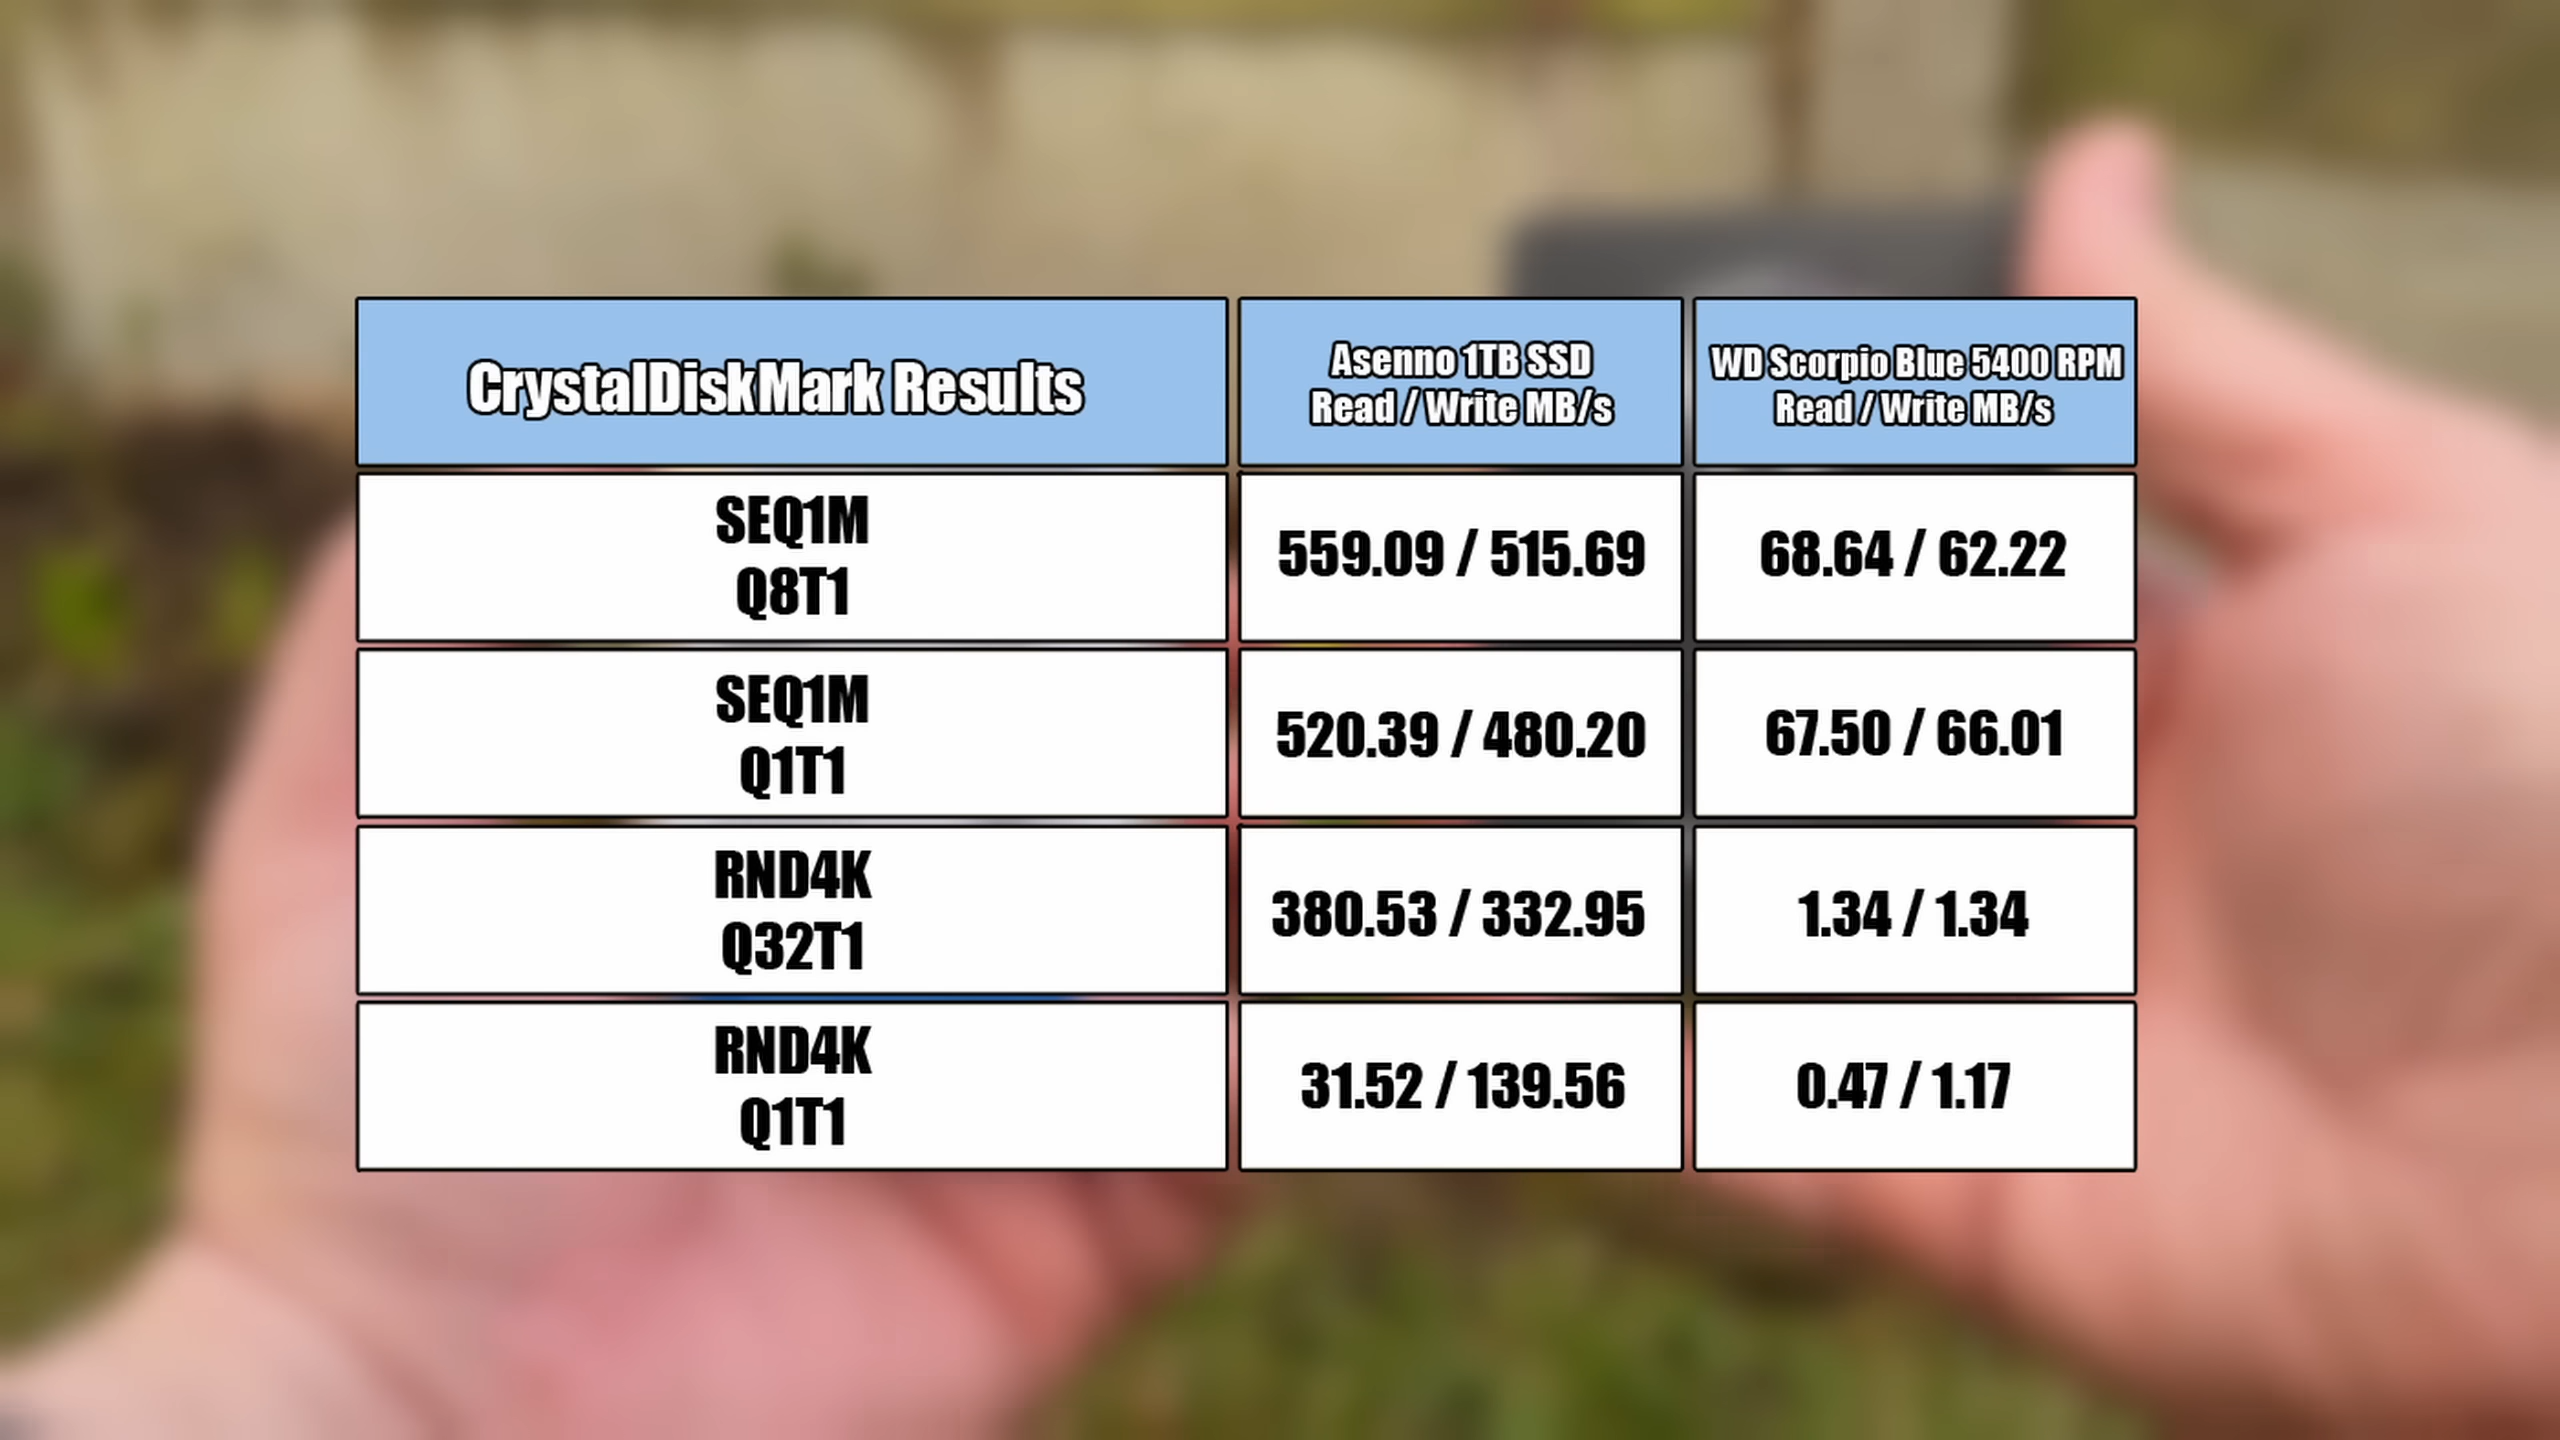 CrystalDiskMark Results
Asenno 1TB SSD
Read / Write MB/s
WD Scorpio Blue 5400 RPM
Read / Write MB/s
SEQ1M
Q8T1
559.09 / 515.69
68.64 / 62.22
SEQ1M
Q1T1
520.39 / 480.20
67.50 / 66.01
RND4K
Q32T1
380.53 / 332.95
1.34 / 1.34
RND4K
Q1T1
31.52 / 139.56
0.47 / 1.17